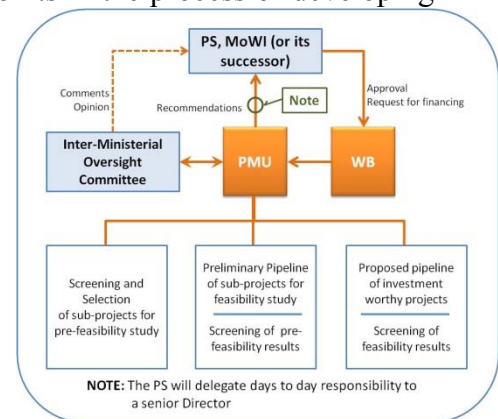 PS, MoWI (or its
successor)
Comments
Opinion
Recommendations
Note
Approval
Request for financing
Inter-Ministerial
Oversight
Committee
PMU
WB
Screening and
Selection
of sub-projects for
pre-feasibility study
Preliminary Pipeline
of sub-projects for
feasibility study
Screening of pre-
feasibility results
Proposed pipeline
of investment
worthy projects
Screening of
feasibility results
NOTE: The PS will delegate days to day responsibility to
a senior Director